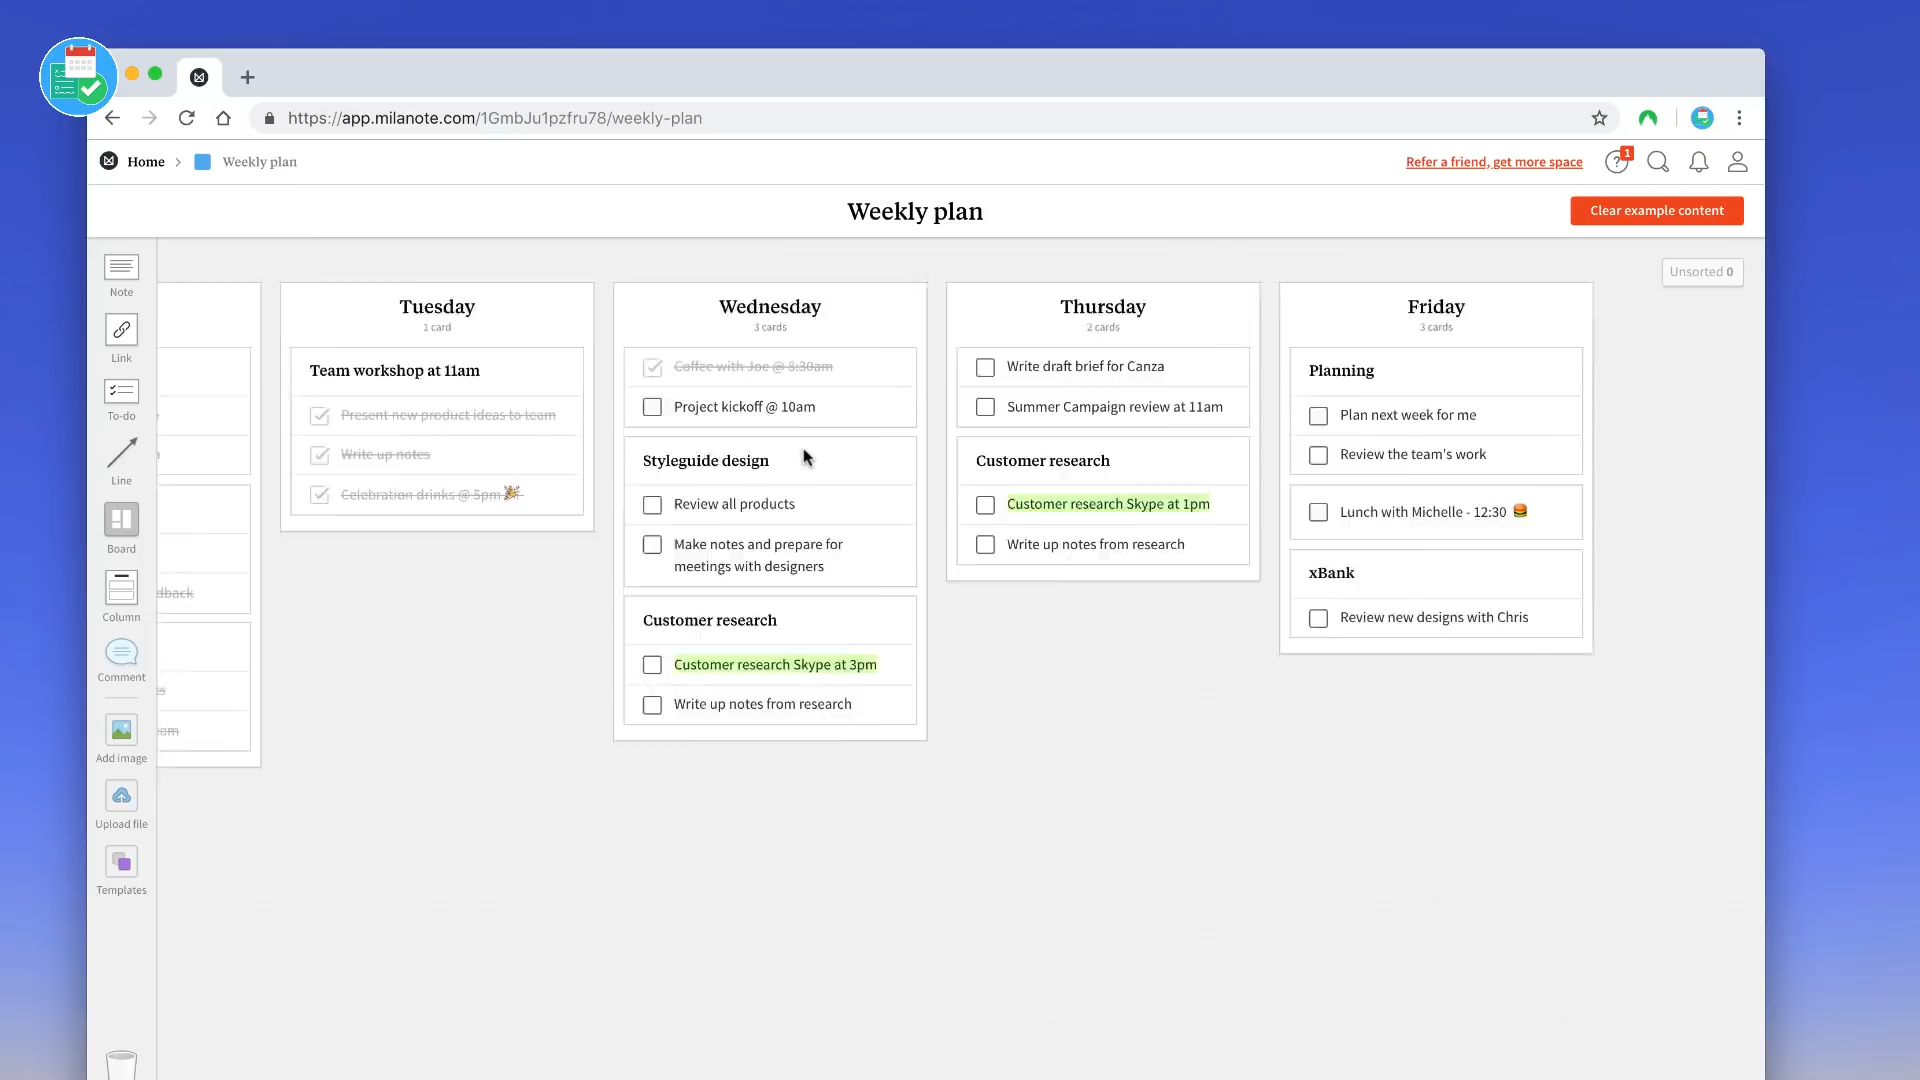 https://app.milanote.com/1GmbJu1pzfru78/weekly-plan
Home
Weekly plan
Refer a friend, get more space
1
Weekly plan
Clear example content
Unsorted 0
Note
Link
To-do
Line
Board
Column
Comment
Add image
Upload file
Templates
dback
Tuesday
1 card
Team workshop at 11am
Present new product ideas to team
Write up notes
Celebration drinks @ 5pm 🎉
Wednesday
3 cards
Coffee with Joe @ 8:30am
Project kickoff @ 10am
Styleguide design
Review all products
Make notes and prepare for
meetings with designers
Customer research
Customer research Skype at 3pm
Write up notes from research
Thursday
2 cards
Write draft brief for Canza
Summer Campaign review at 11am
Customer research
Customer research Skype at 1pm
Write up notes from research
Friday
3 cards
Planning
Plan next week for me
Review the team's work
Lunch with Michelle - 12:30 🍔
xBank
Review new designs with Chris